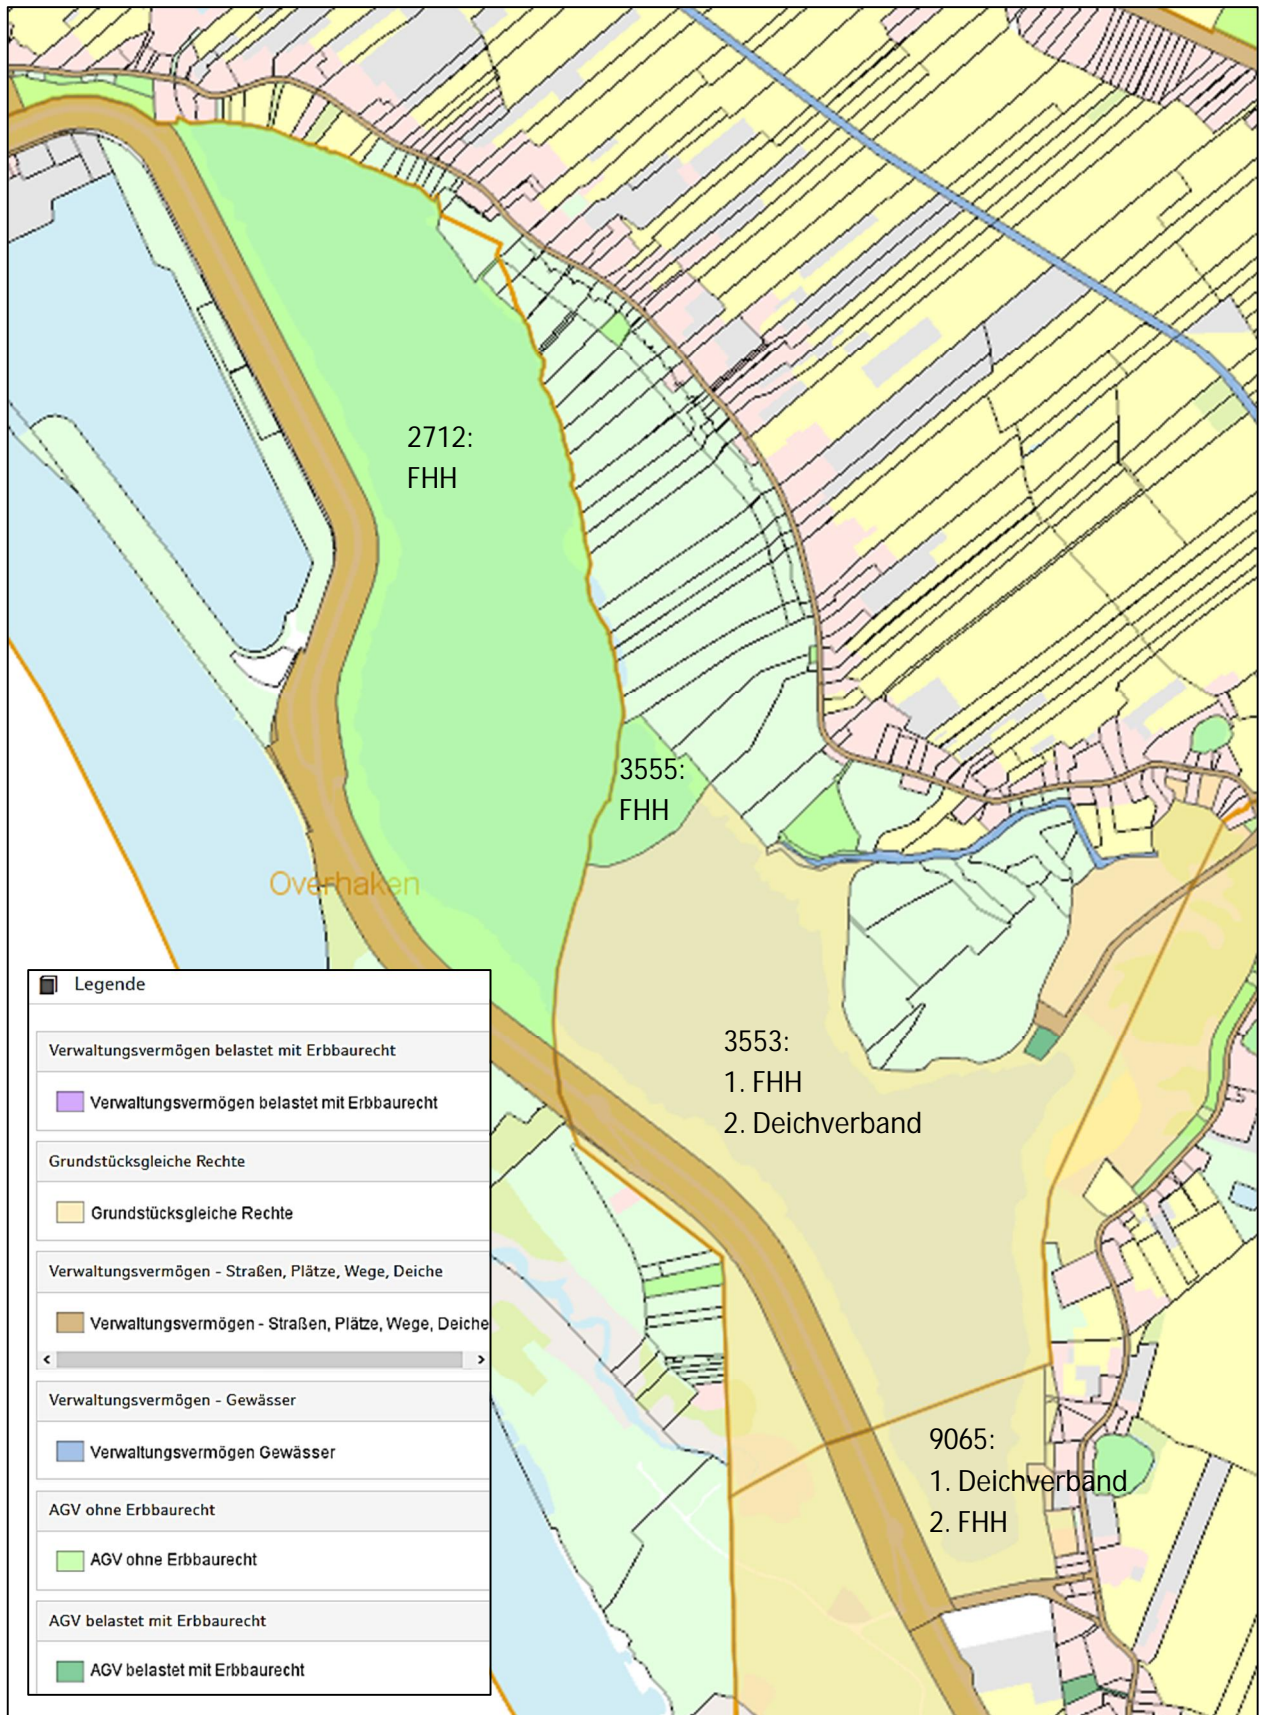 2712:
FHH
3555:
FHH
Overhaken
3553:
1. FHH
2. Deichverband
9065:
1. Deichverband
2. FHH
Legende
Verwaltungsvermögen belastet mit Erbbaurecht
Verwaltungsvermögen belastet mit Erbbaurecht
Grundstücksgleiche Rechte
Grundstücksgleiche Rechte
Verwaltungsvermögen - Straßen, Plätze, Wege, Deiche
Verwaltungsvermögen - Straßen, Plätze, Wege, Deiche
Verwaltungsvermögen - Gewässer
Verwaltungsvermögen Gewässer
AGV ohne Erbbaurecht
AGV ohne Erbbaurecht
AGV belastet mit Erbbaurecht
AGV belastet mit Erbbaurecht